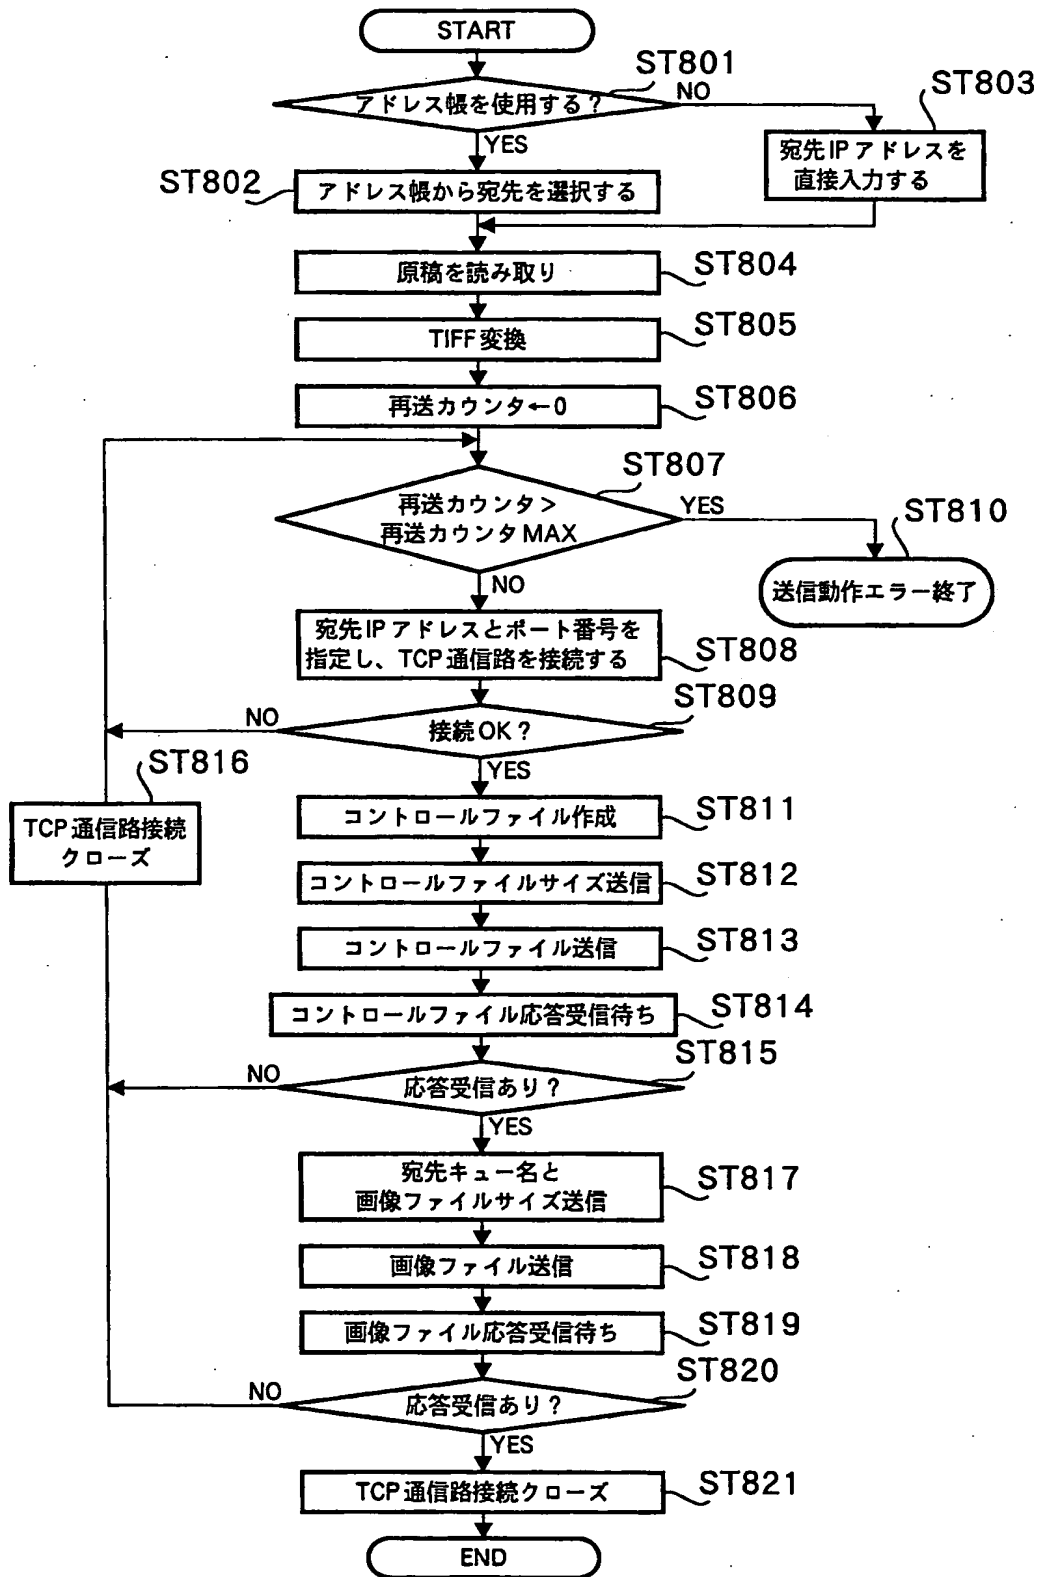 START
ST801
アドレス帳を使用する?
NO
ST803
YES
宛先IPアドレスを
直接入力する
ST802
アドレス帳から宛先を選択する
原稿を読み取り
ST804
TIFF変換
ST805
再送カウンタ←0
ST806
ST807
再送カウンタ>
再送カウンタMAX
YES
ST810
NO
送信動作エラー終了
宛先IPアドレスとポート番号を
指定し、TCP通信路を接続する
ST808
ST809
NO
接続OK?
YES
ST816
TCP通信路接続
クローズ
コントロールファイル作成
ST811
コントロールファイルサイズ送信
ST812
コントロールファイル送信
ST813
コントロールファイル応答受信待ち
ST814
ST815
NO
応答受信あり?
YES
宛先キュー名と
画像ファイルサイズ送信
ST817
画像ファイル送信
ST818
画像ファイル応答受信待ち
ST819
ST820
NO
応答受信あり?
YES
TCP通信路接続クローズ
ST821
END